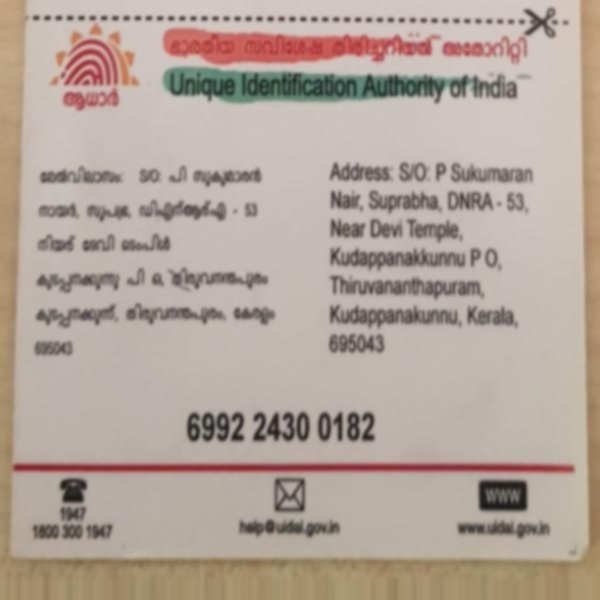 ഭാരതീയ സവിശേഷ തിരിച്ചറിയൽ അതോറിറ്റി
ആധാർ
Unique Identification Authority of India
മേൽവിലാസം: S/O: പി സുകുമാരൻ
നായർ, സുപ്രഭ, ഡിഎൻആർഎ - 53
നിയർ ദേവി ടെംപിൾ
കുടപ്പനക്കുന്നു പി ഒ, തിരുവനന്തപുരം
കുടപ്പനക്കുന്ന്, തിരുവനന്തപുരം, കേരളം
695043
Address: S/O: P Sukumaran
Nair, Suprabha, DNRA - 53,
Near Devi Temple,
Kudappanakkunnu P O,
Thiruvananthapuram,
Kudappanakunnu, Kerala,
695043
6992 2430 0182
1947
1800 300 1947
help@uidai.gov.in
www
www.uidai.gov.in